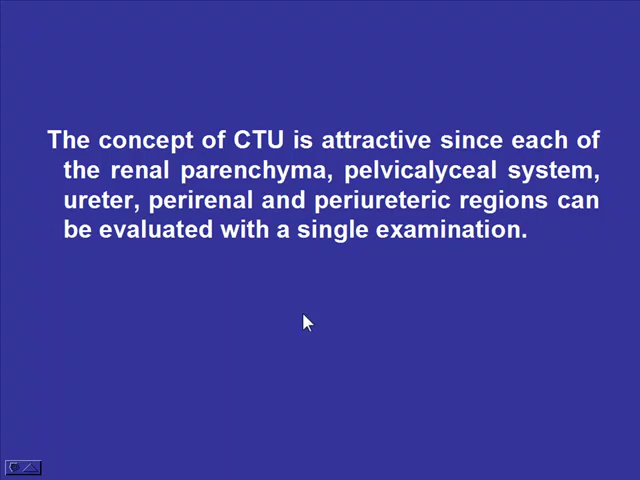 The concept of CTU is attractive since each of
the renal parenchyma, pelvicalyceal system,
ureter, perirenal and periureteric regions can
be evaluated with a single examination.